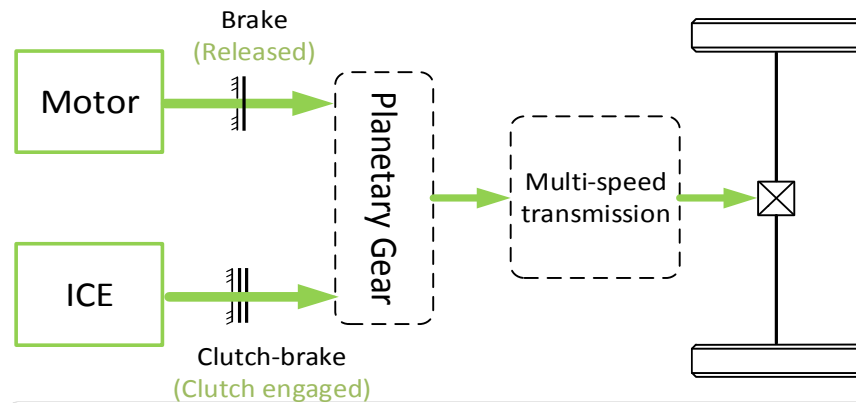 Brake
(Released)
Motor
Planetary Gear
Multi-speed
transmission
ICE
Clutch-brake
(Clutch engaged)